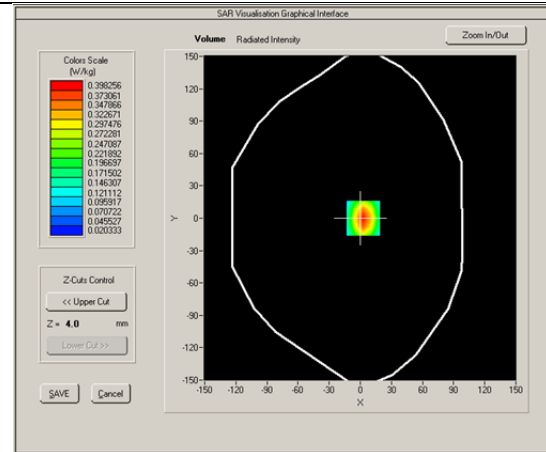 SAR Visualisation Graphical Interface
Volume Radiated Intensity
Zoom In/Out
Colors Scale
(W/kg)
0.398256
0.373061
0.347866
0.322671
0.297476
0.272281
0.247087
0.221892
0.196697
0.171502
0.146307
0.121112
0.095917
0.070722
0.045527
0.020333
Z-Cuts Control
<< Upper Cut
Z = 4.0 mm
Lower Cut >>
SAVE Cancel
150-
120-
90-
60-
30-
0-
-30-
-60-
-90-
-120-
-150-
Y
-150 -120 -90 -60 -30 0 30 60 90 120 150
X